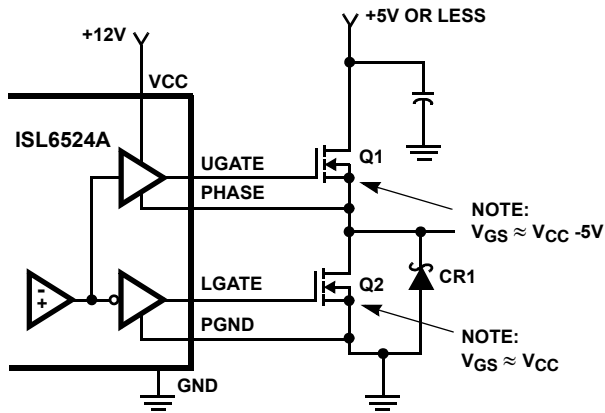 +5V OR LESS
+12V
VCC
ISL6524A
UGATE
Q1
PHASE
NOTE:
VGS ≈ VCC -5V
- +
LGATE
Q2
CR1
PGND
NOTE:
VGS ≈ VCC
GND